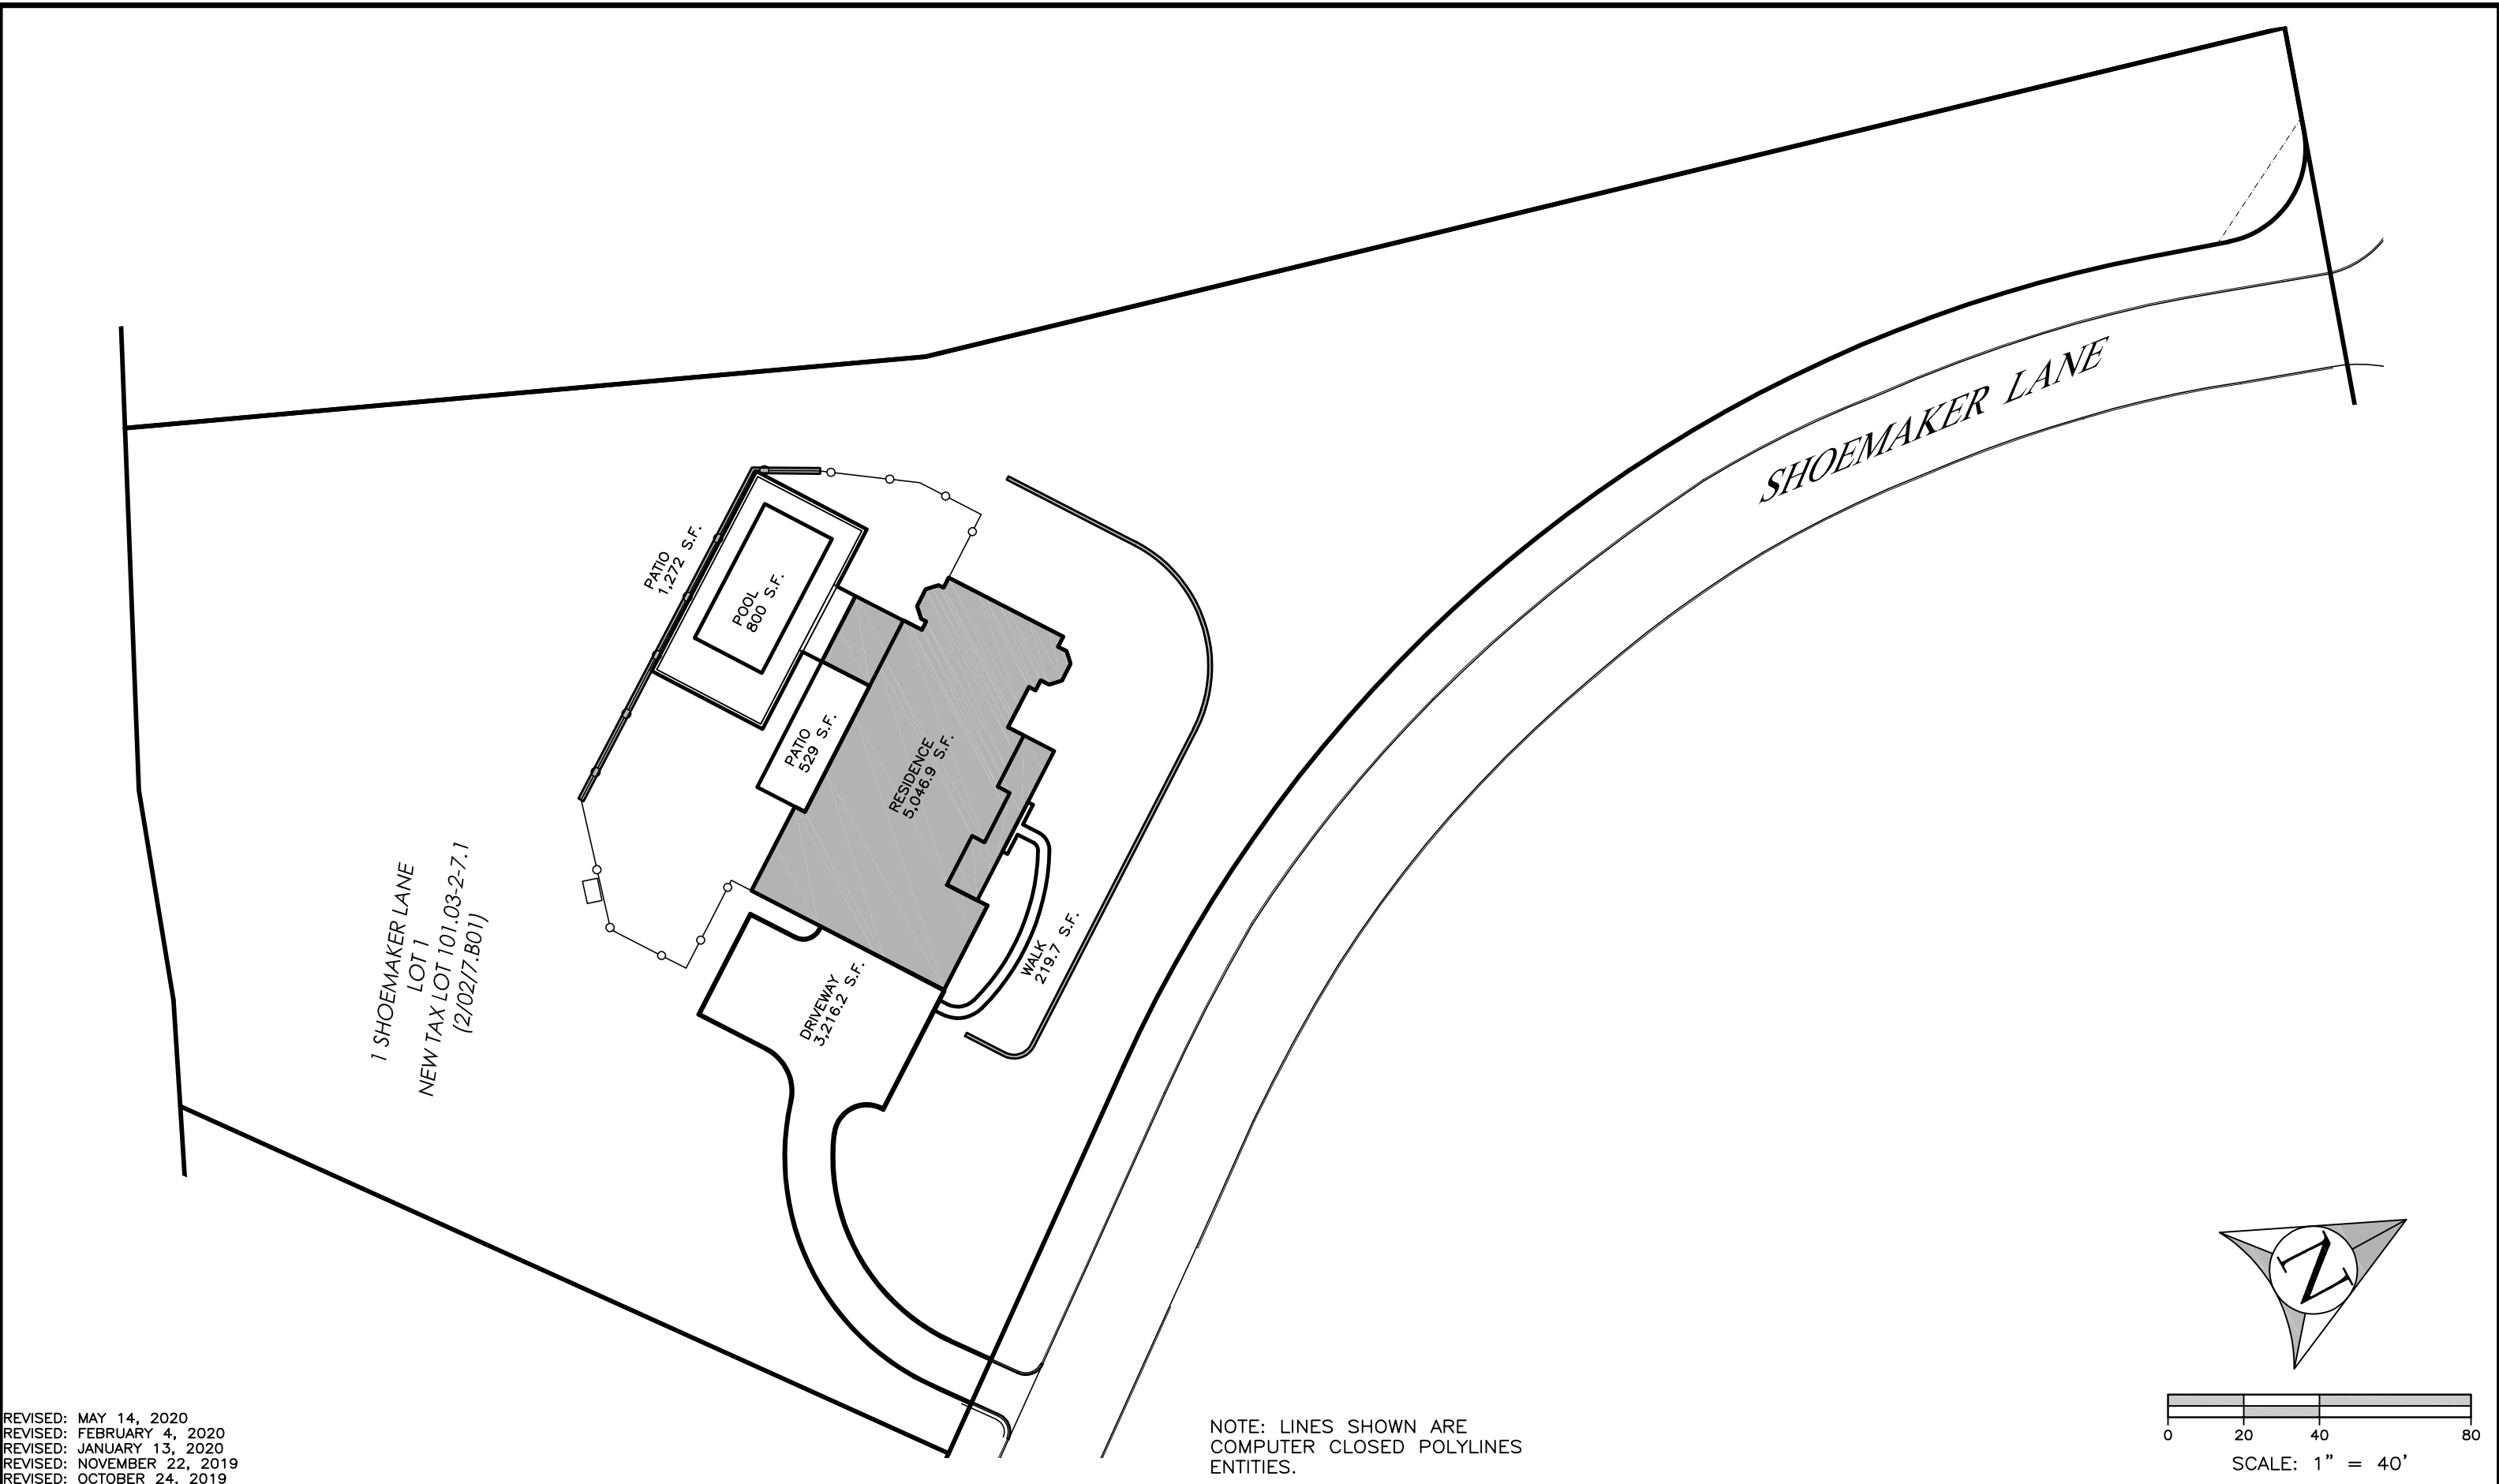 SHOEMAKER LANE
PATIO
1,272 S.F.
POOL
800 S.F.
PATIO
529 S.F.
RESIDENCE
5,046.9 S.F.
WALK
219.7 S.F.
DRIVEWAY
3,216.2 S.F.
1 SHOEMAKER LANE
LOT 1
NEW TAX LOT 101.03-2-7.1
(2/02/7.B01)
N
0 20 40 80
SCALE: 1" = 40'
NOTE: LINES SHOWN ARE
COMPUTER CLOSED POLYLINES
ENTITIES.
REVISED: MAY 14, 2020
REVISED: FEBRUARY 4, 2020
REVISED: JANUARY 13, 2020
REVISED: NOVEMBER 22, 2019
REVISED: OCTOBER 24, 2019